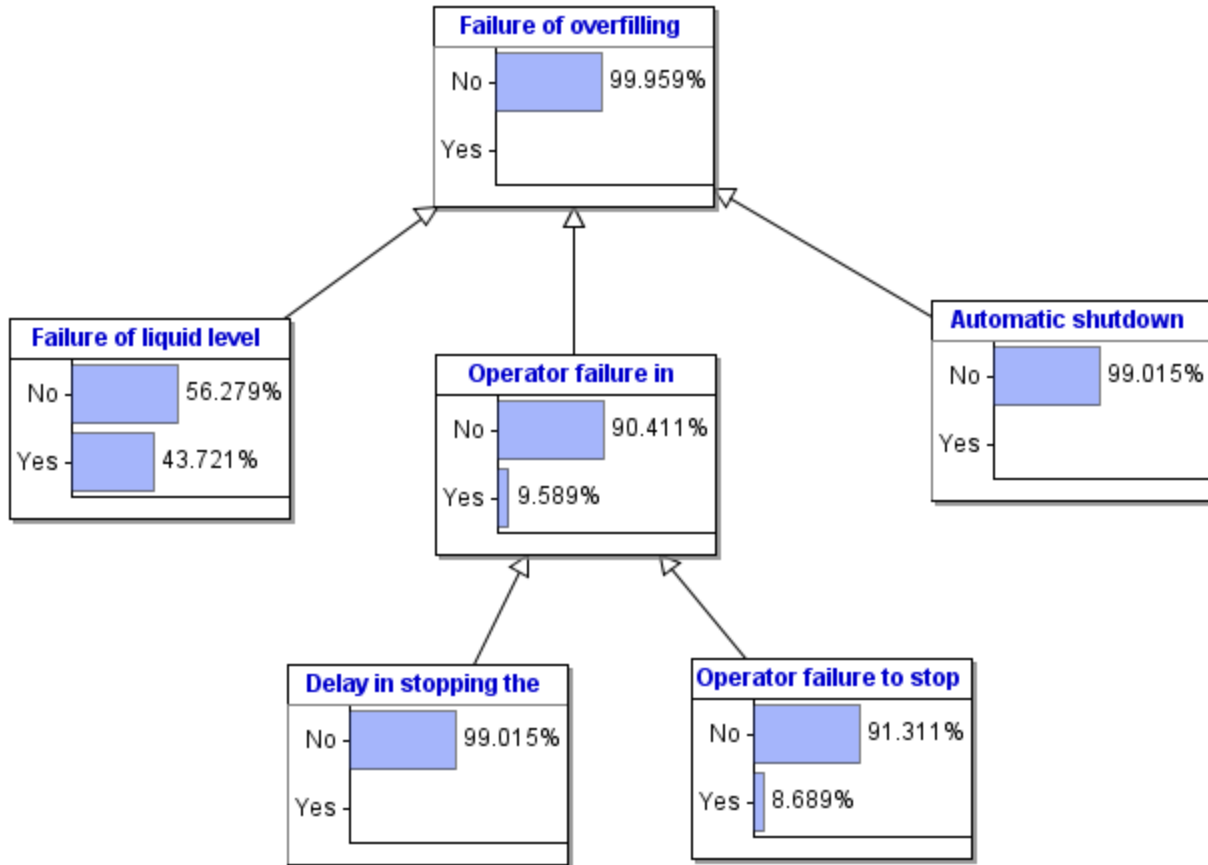 Failure of overfilling
No
99.959%
Yes
Failure of liquid level
No
56.279%
Yes
43.721%
Operator failure in
No
90.411%
Yes
9.589%
Automatic shutdown
No
99.015%
Yes
Delay in stopping the
No
99.015%
Yes
Operator failure to stop
No
91.311%
Yes
8.689%